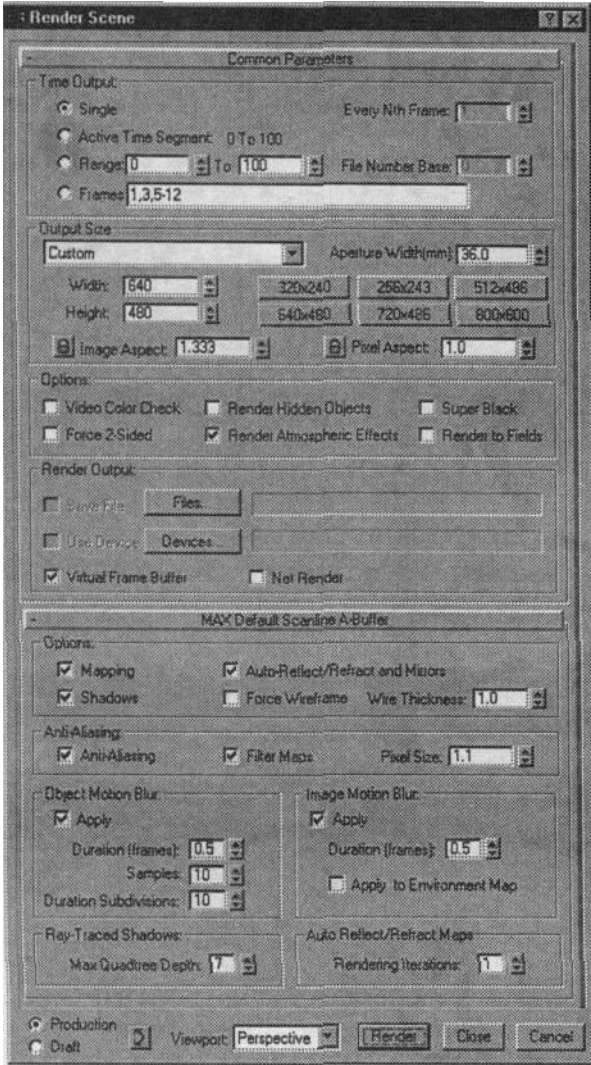 Render Scene
Common Parameters
Time Output:
Single Every Nth Frame: 1
Active Time Segment: 0 To 100
Range: 0 To 100 File Number Base: 0
Frames 1,3,5-12
Output Size
Custom Aperture Width(mm): 36.0
Width: 640 320x240 256x243 512x486
Height: 480 640x480 720x486 800x600
Image Aspect: 1.333 Pixel Aspect: 1.0
Options:
Video Color Check Render Hidden Objects Super Black
Force 2-Sided Render Atmospheric Effects Render to Fields
Render Output:
Save File Files...
Use Device Devices...
Virtual Frame Buffer Net Render
MAX Default Scanline A-Buffer
Options:
Mapping Auto-Reflect/Refract and Mirrors
Shadows Force Wireframe Wire Thickness: 1.0
Anti-Aliasing:
Anti-Aliasing Filter Maps Pixel Size: 1.1
Object Motion Blur: Image Motion Blur:
Apply Apply
Duration (frames): 0.5 Duration (frames): 0.5
Samples: 10
Apply to Environment Map
Duration Subdivisions: 10
Ray-Traced Shadows: Auto Reflect/Refract Maps
Max Quadtree Depth: 7 Rendering Iterations: 1
Production
Draft
Viewport: Perspective Render Close Cancel